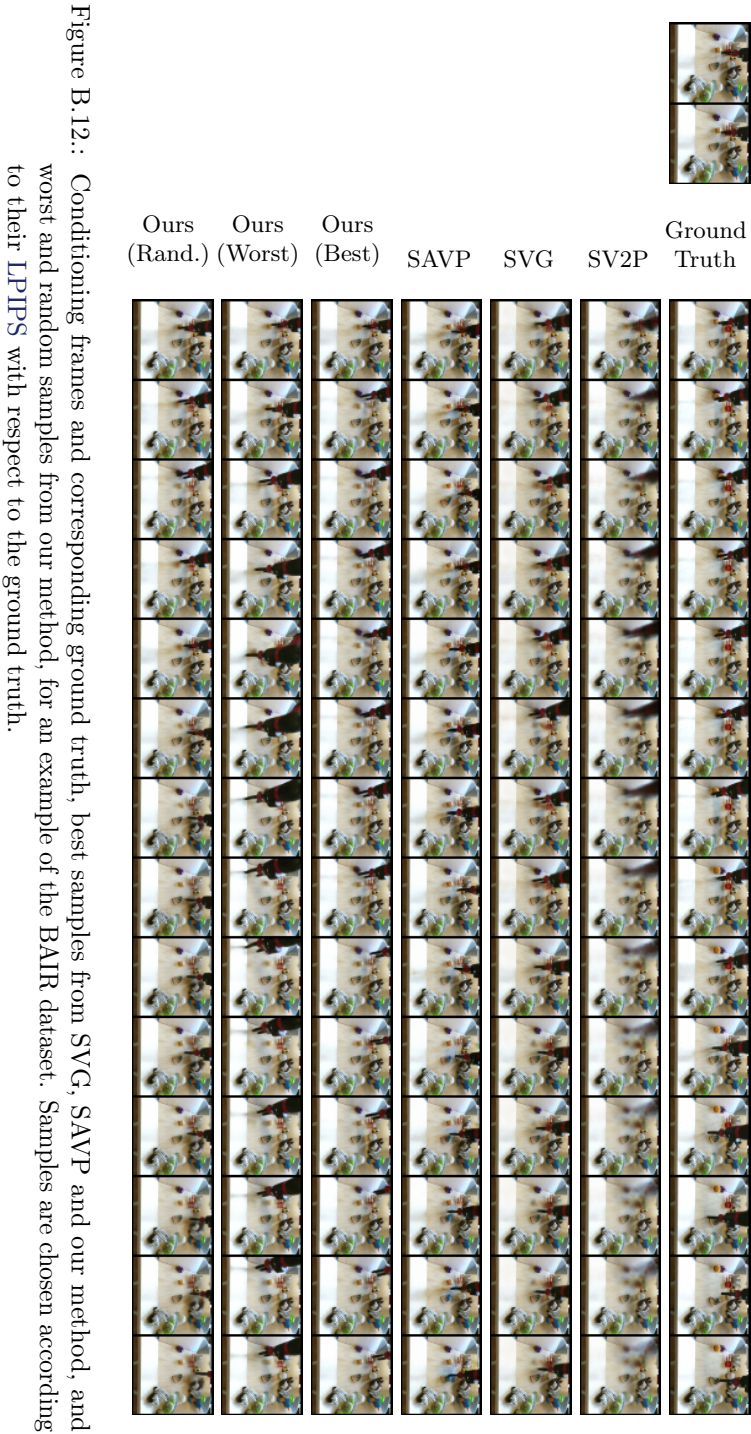 Ground
Truth
SV2P
SVG
SAVP
Ours
(Best)
Ours
(Worst)
Ours
(Rand.)
Figure B.12.: Conditioning frames and corresponding ground truth, best samples from SVG, SAVP and our method, and
worst and random samples from our method, for an example of the BAIR dataset. Samples are chosen according
to their LPIPS with respect to the ground truth.